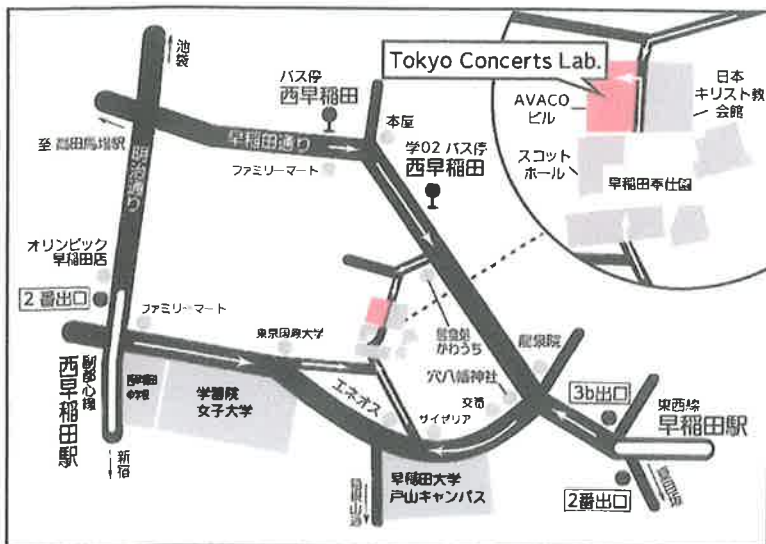 池袋
バス停
西早稲田
Tokyo Concerts Lab.
AVACO
ビル
日本
キリスト教
会館
スコット
ホール
早稲田奉仕園
至 高田馬場駅
明治通り
早稲田通り
本屋
ファミリーマート
学02 バス停
西早稲田
オリンピック
早稲田店
2番出口
ファミリーマート
東京国際大学
かわうち
龍泉院
穴八幡神社
交番
3b出口
東西線
早稲田駅
副都心線
西早稲田駅
学習院
女子大学
エネオス
サイゼリア
早稲田大学
戸山キャンパス
2番出口
新宿